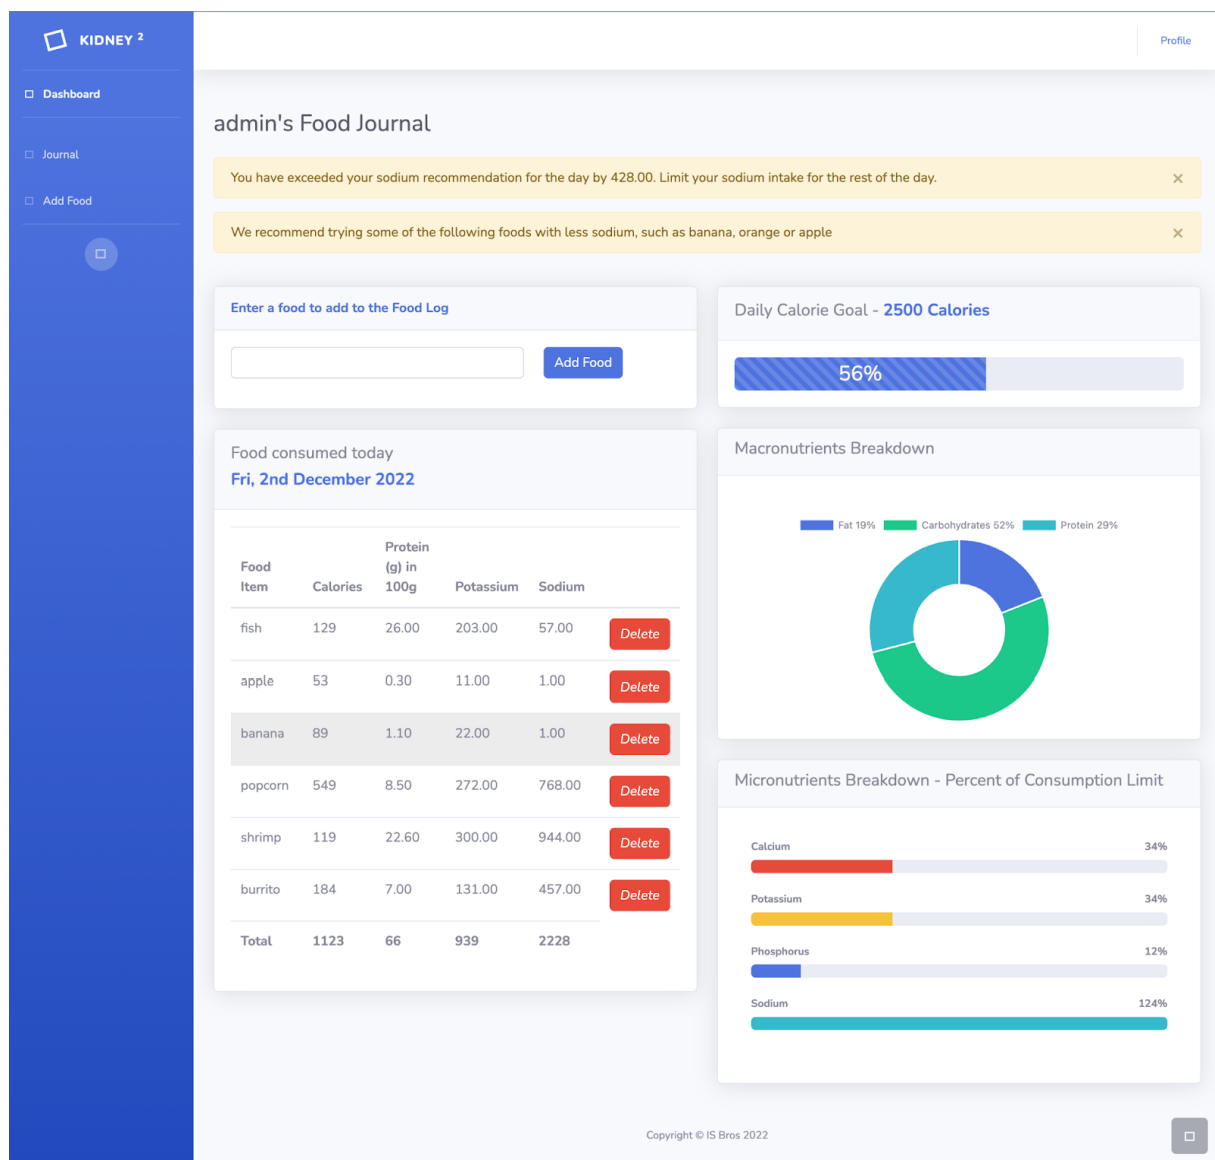 KIDNEY 2
Profile
Dashboard
Journal
Add Food
admin's Food Journal
You have exceeded your sodium recommendation for the day by 428.00. Limit your sodium intake for the rest of the day. ×
We recommend trying some of the following foods with less sodium, such as banana, orange or apple ×
Enter a food to add to the Food Log
Add Food
Food consumed today
Fri, 2nd December 2022
Food Item Calories Protein (g) in 100g Potassium Sodium
fish 129 26.00 203.00 57.00 Delete
apple 53 0.30 11.00 1.00 Delete
banana 89 1.10 22.00 1.00 Delete
popcorn 549 8.50 272.00 768.00 Delete
shrimp 119 22.60 300.00 944.00 Delete
burrito 184 7.00 131.00 457.00 Delete
Total 1123 66 939 2228
Daily Calorie Goal - 2500 Calories
56%
Macronutrients Breakdown
Fat 19% Carbohydrates 52% Protein 29%
Micronutrients Breakdown - Percent of Consumption Limit
Calcium 34%
Potassium 34%
Phosphorus 12%
Sodium 124%
Copyright © IS Bros 2022